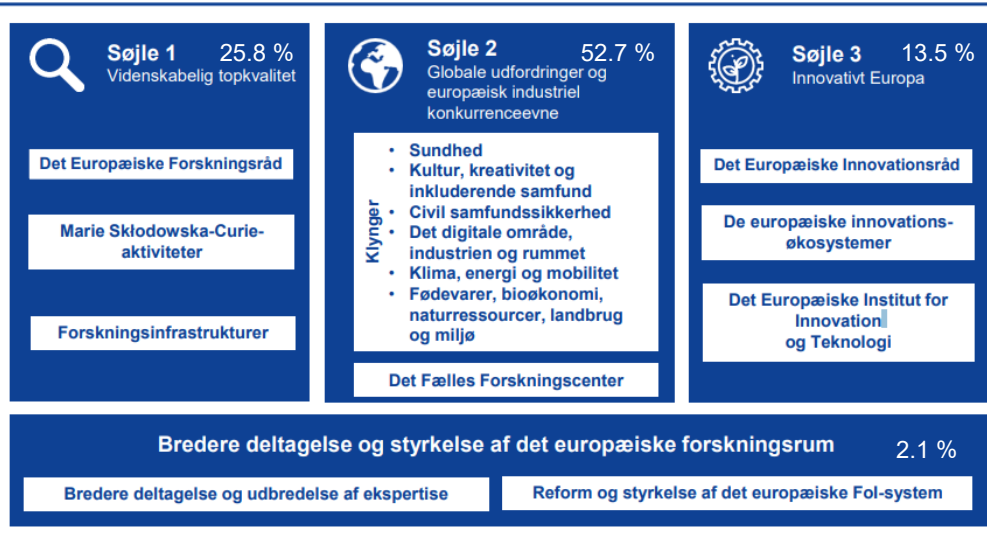 Søjle 1 25.8 %
Videnskabelig topkvalitet
Det Europæiske Forskningsråd
Marie Skłodowska-Curie-
aktiviteter
Forskningsinfrastrukturer
Søjle 2 52.7 %
Globale udfordringer og
europæisk industriel
konkurrenceevne
Klynger
• Sundhed
• Kultur, kreativitet og
inkluderende samfund
• Civil samfundssikkerhed
• Det digitale område,
industrien og rummet
• Klima, energi og mobilitet
• Fødevarer, bioøkonomi,
naturressourcer, landbrug
og miljø
Det Fælles Forskningscenter
Søjle 3 13.5 %
Innovativt Europa
Det Europæiske Innovationsråd
De europæiske innovations-
økosystemer
Det Europæiske Institut for
Innovation
og Teknologi
Bredere deltagelse og styrkelse af det europæiske forskningsrum 2.1 %
Bredere deltagelse og udbredelse af ekspertise
Reform og styrkelse af det europæiske FoI-system